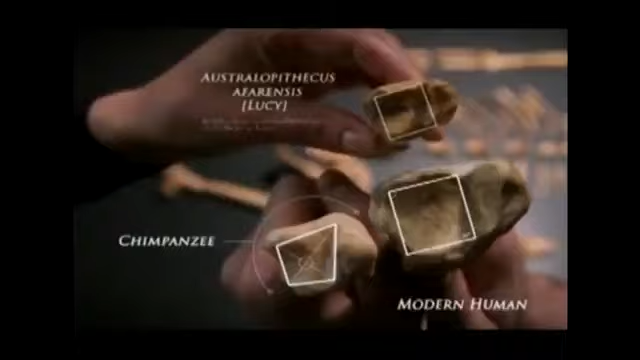 AUSTRALOPITHECUS
AFARENSIS
[LUCY]
CHIMPANZEE
MODERN HUMAN